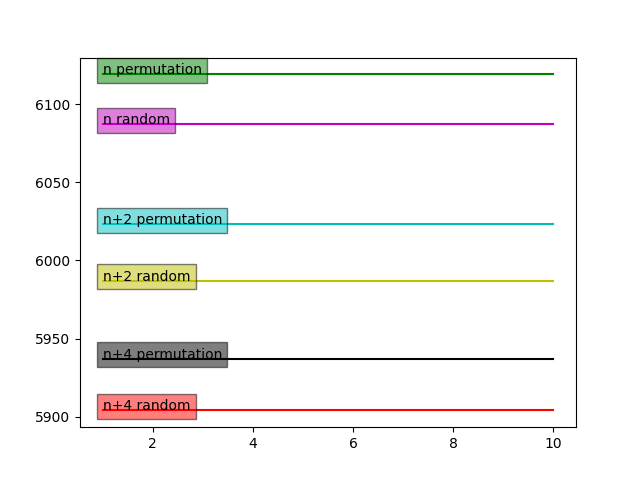 n permutation
6100
n random
6050
n+2 permutation
6000
n+2 random
5950
n+4 permutation
n+4 random
5900
2 4 6 8 10